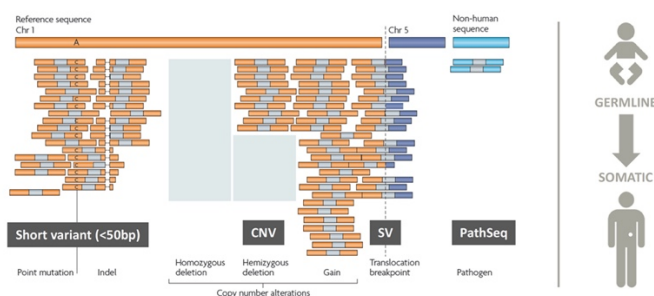 Reference sequence
Chr 1
Chr 5
Non-human
sequence
A
GERMLINE
SOMATIC
Short variant (<50bp)
CNV
SV
PathSeq
Point mutation
Indel
Homozygous
deletion
Hemizygous
deletion
Gain
Translocation
breakpoint
Pathogen
Copy number alterations